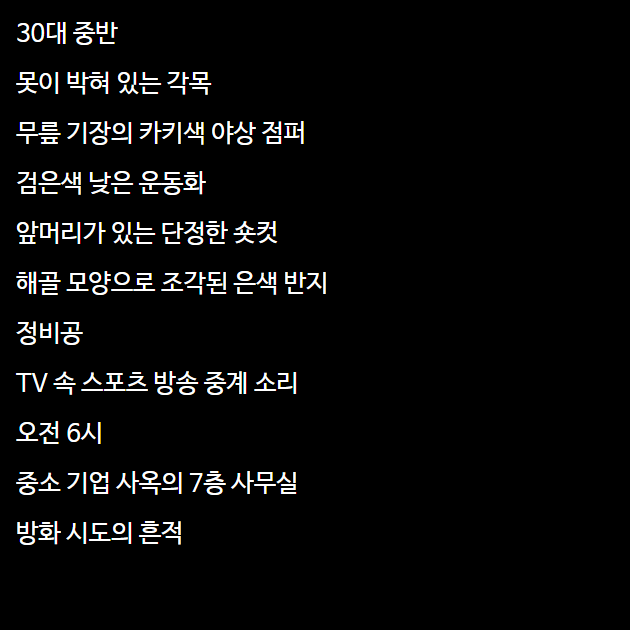 30대 중반
못이 박혀 있는 각목
무릎 기장의 카키색 야상 점퍼
검은색 낮은 운동화
앞머리가 있는 단정한 숏컷
해골 모양으로 조각된 은색 반지
정비공
TV 속 스포츠 방송 중계 소리
오전 6시
중소 기업 사옥의 7층 사무실
방화 시도의 흔적